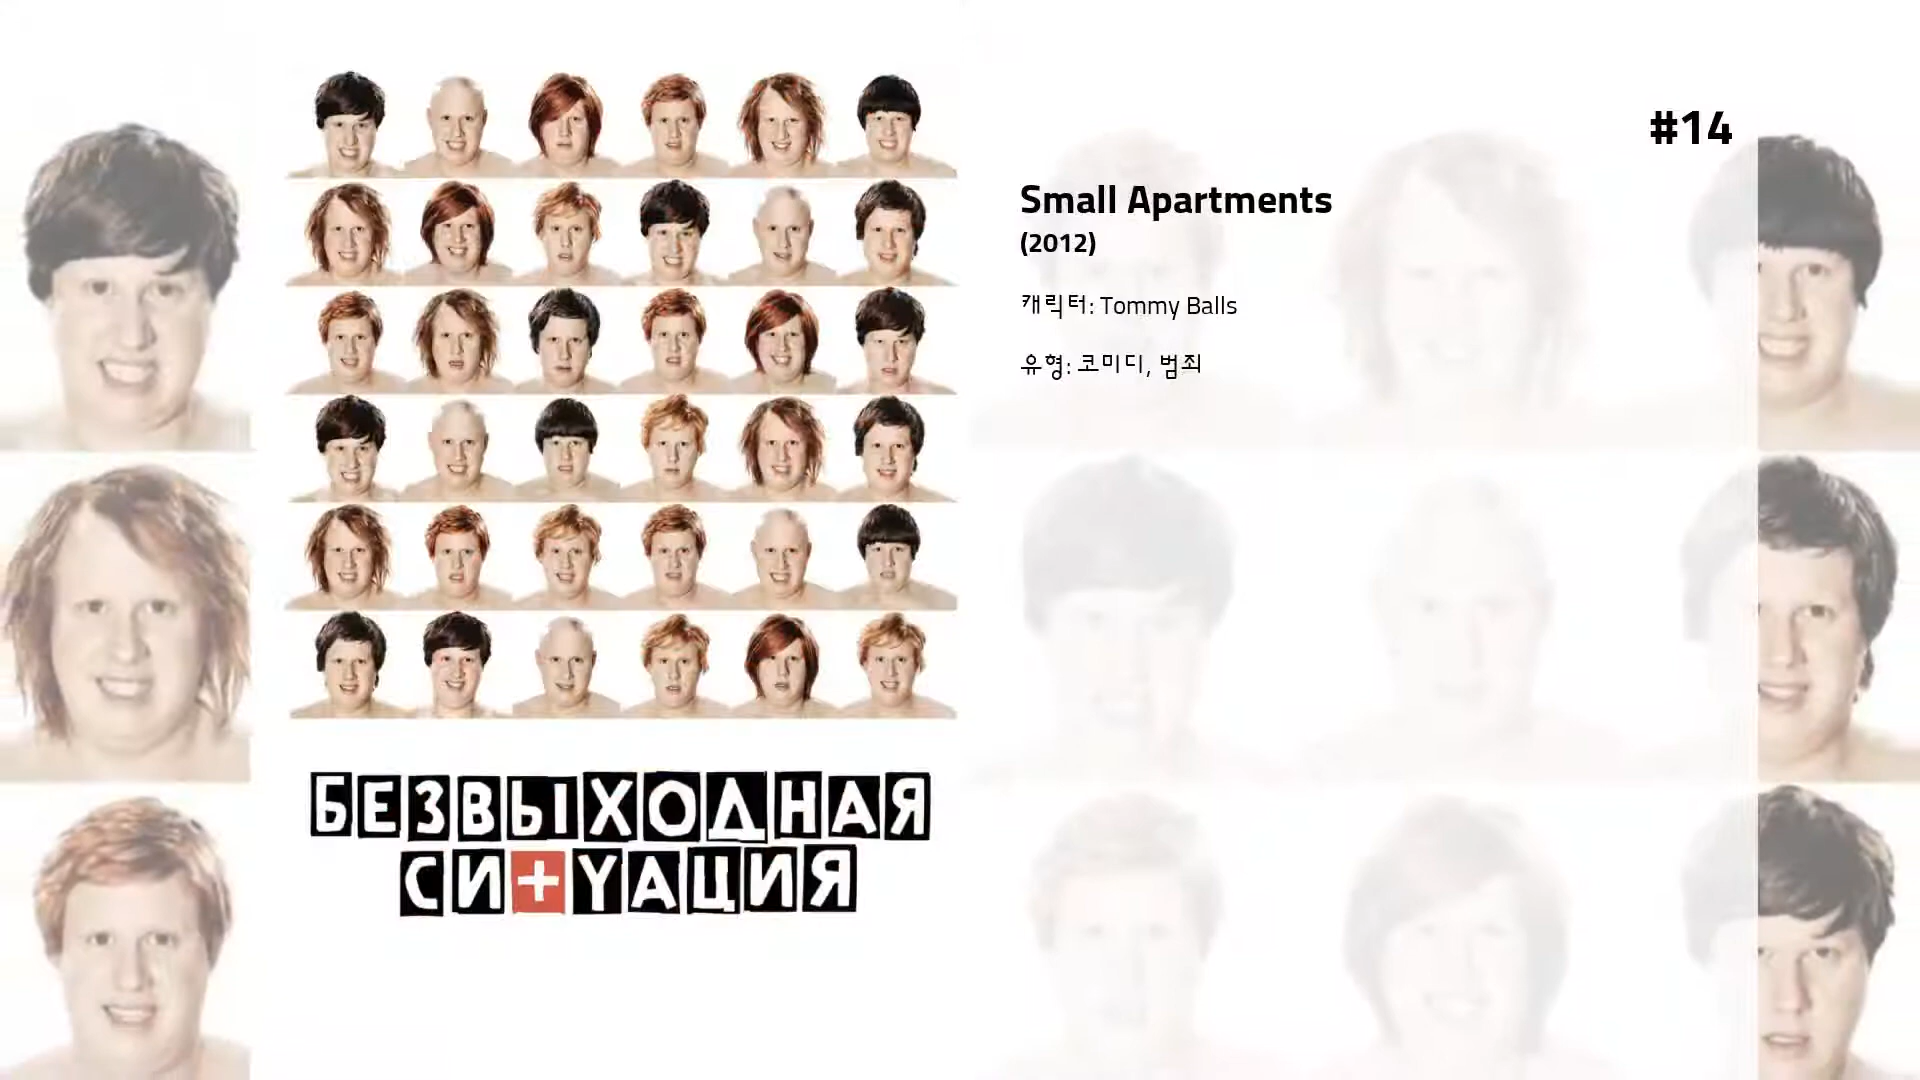 #14
Small Apartments
(2012)
캐릭터: Tommy Balls
유형: 코미디, 범죄
БЕЗВЫХОДНАЯ
СИ+УАЦИЯ